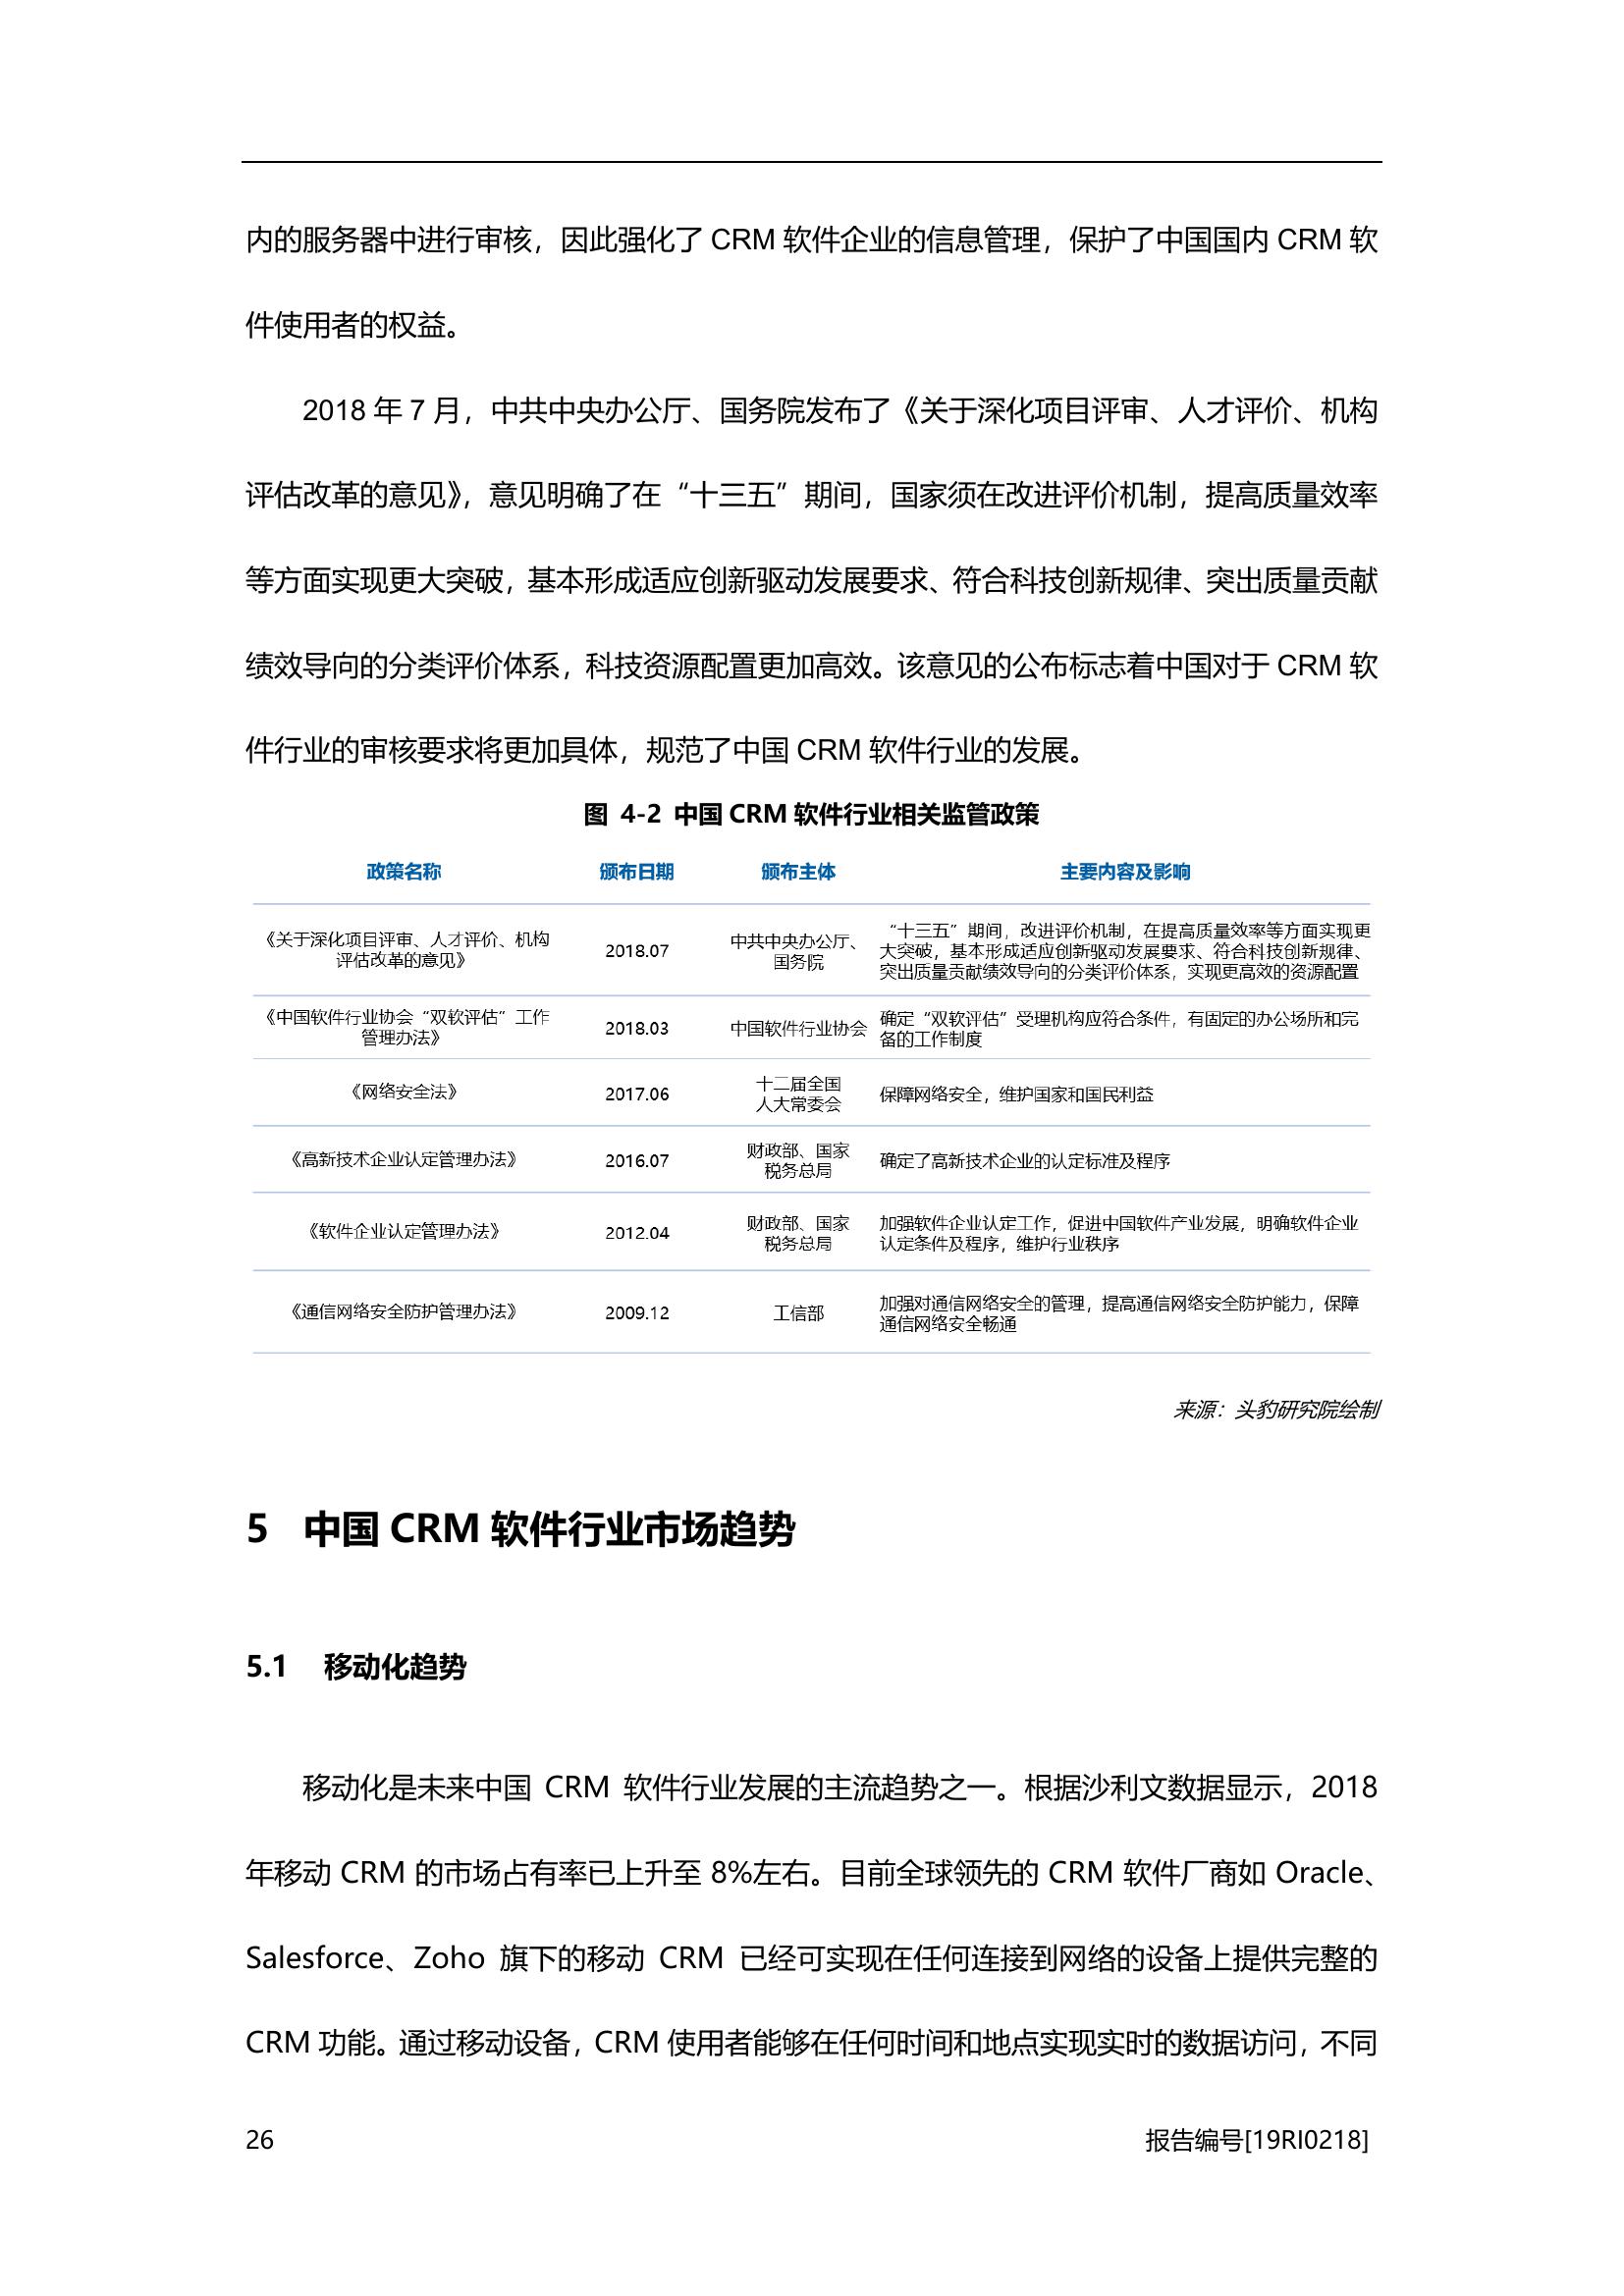 内的服务器中进行审核，因此强化了 CRM 软件企业的信息管理，保护了中国国内 CRM 软
件使用者的权益。
2018 年 7 月，中共中央办公厅、国务院发布了《关于深化项目评审、人才评价、机构
评估改革的意见》，意见明确了在“十三五”期间，国家须在改进评价机制，提高质量效率
等方面实现更大突破，基本形成适应创新驱动发展要求、符合科技创新规律、突出质量贡献
绩效导向的分类评价体系，科技资源配置更加高效。该意见的公布标志着中国对于 CRM 软
件行业的审核要求将更加具体，规范了中国 CRM 软件行业的发展。
图 4-2 中国 CRM 软件行业相关监管政策
政策名称 颁布日期 颁布主体 主要内容及影响
《关于深化项目评审、人才评价、机构
评估改革的意见》
2018.07
中共中央办公厅、
国务院
“十三五”期间，改进评价机制，在提高质量效率等方面实现更
大突破，基本形成适应创新驱动发展要求、符合科技创新规律、
突出质量贡献绩效导向的分类评价体系，实现更高效的资源配置
《中国软件行业协会“双软评估”工作
管理办法》
2018.03
中国软件行业协会
确定“双软评估”受理机构应符合条件，有固定的办公场所和完
备的工作制度
《网络安全法》
2017.06
十二届全国
人大常委会
保障网络安全，维护国家和国民利益
《高新技术企业认定管理办法》
2016.07
财政部、国家
税务总局
确定了高新技术企业的认定标准及程序
《软件企业认定管理办法》
2012.04
财政部、国家
税务总局
加强软件企业认定工作，促进中国软件产业发展，明确软件企业
认定条件及程序，维护行业秩序
《通信网络安全防护管理办法》
2009.12
工信部
加强对通信网络安全的管理，提高通信网络安全防护能力，保障
通信网络安全畅通
来源：头豹研究院绘制
5 中国 CRM 软件行业市场趋势
5.1 移动化趋势
移动化是未来中国 CRM 软件行业发展的主流趋势之一。根据沙利文数据显示，2018
年移动 CRM 的市场占有率已上升至 8%左右。目前全球领先的 CRM 软件厂商如 Oracle、
Salesforce、Zoho 旗下的移动 CRM 已经可实现在任何连接到网络的设备上提供完整的
CRM 功能。通过移动设备，CRM 使用者能够在任何时间和地点实现实时的数据访问，不同
26 报告编号[19RI0218]